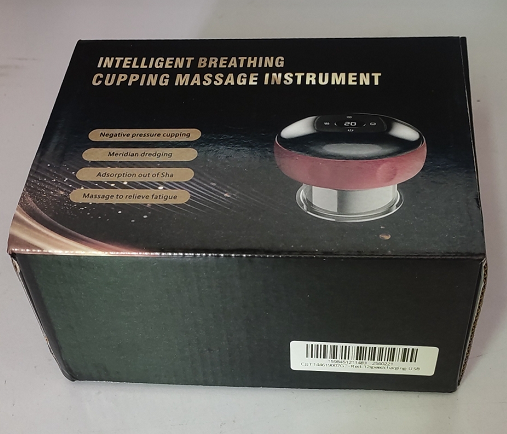 INTELLIGENT BREATHING
CUPPING MASSAGE INSTRUMENT
Negative pressure cupping
Meridian dredging
Adsorption out of Sha
Massage to relieve fatigue
20